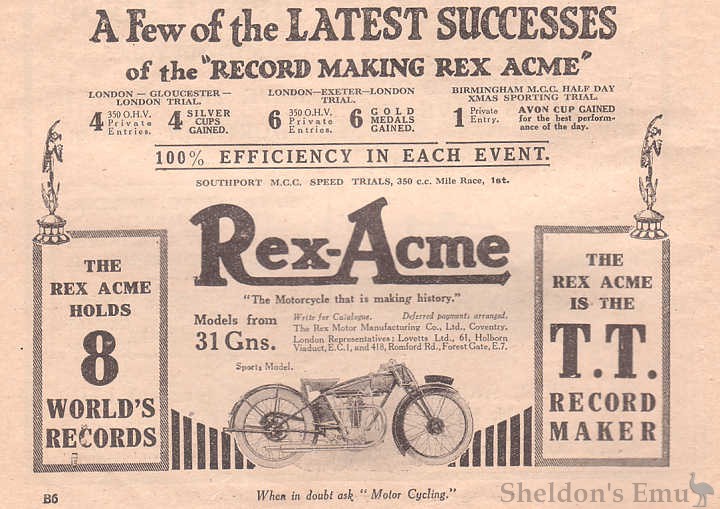 A Few of the LATEST SUCCESSES
of the "RECORD MAKING REX ACME"
LONDON — GLOUCESTER —
LONDON TRIAL.
4 350 O.H.V. Private Entries. 4 SILVER CUPS GAINED.
LONDON—EXETER—LONDON
TRIAL.
6 350 O.H.V. Private Entries. 6 GOLD MEDALS GAINED.
BIRMINGHAM M.C.C. HALF DAY
XMAS SPORTING TRIAL.
1 Private Entry. AVON CUP GAINED for the best perform-ance of the day.
100% EFFICIENCY IN EACH EVENT.
SOUTHPORT M.C.C. SPEED TRIALS, 350 c.c. Mile Race, 1st.
THE
REX ACME
HOLDS
8
WORLD'S
RECORDS
Rex-Acme
"The Motorcycle that is making history."
Models from
31 Gns.
Write for Catalogue. Deferred payments arranged.
The Rex Motor Manufacturing Co., Ltd., Coventry.
London Representatives: Lovetts Ltd., 61, Holborn
Viaduct, E.C.1, and 418, Romford Rd., Forest Gate, E.7.
Sports Model.
THE
REX ACME
IS THE
T.T.
RECORD
MAKER
B6
When in doubt ask "Motor Cycling."
Sheldon's Emu